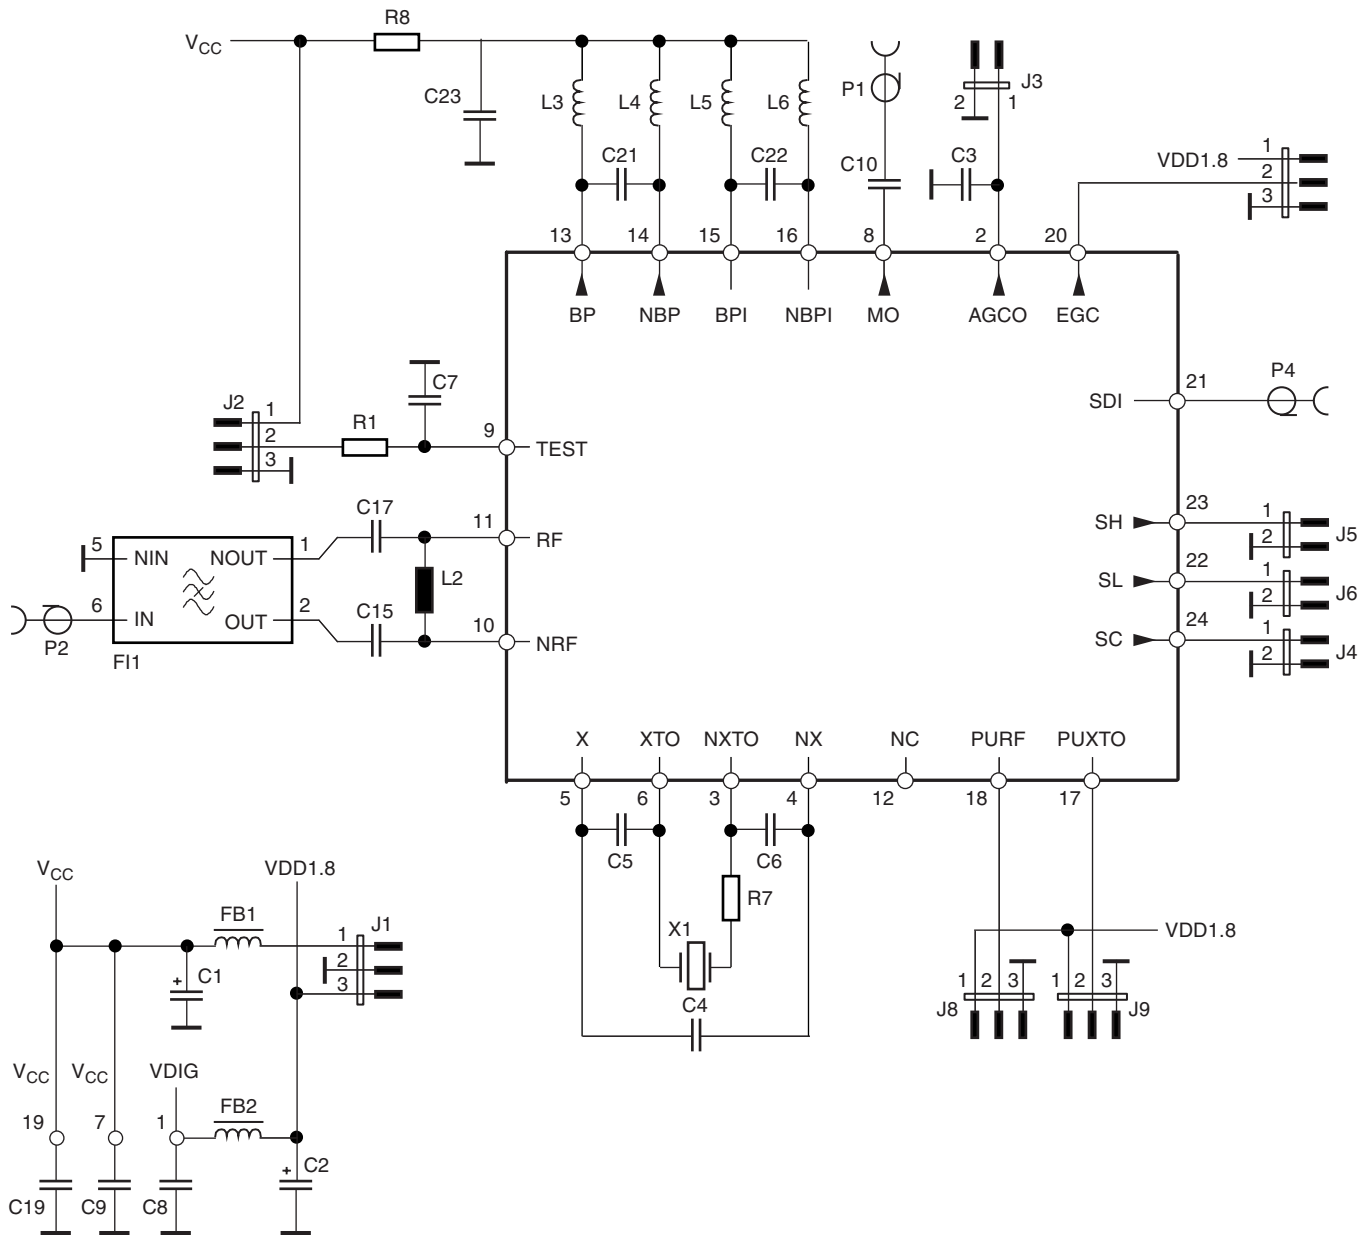 R8
VCC
C23
L3
L4
L5
L6
P1
J3
2
1
C21
C22
C10
C3
VDD1.8
1
2
3
13
14
15
16
8
2
20
BP
NBP
BPI
NBPI
MO
AGCO
EGC
C7
J2
1
2
3
R1
9
TEST
SDI
21
P4
C17
11
RF
5
NIN
NOUT
1
L2
6
IN
OUT
2
C15
10
NRF
P2
FI1
SH
23
1
2
J5
SL
22
1
2
J6
SC
24
1
2
J4
X
XTO
NXTO
NX
NC
PURF
PUXTO
5
6
3
4
12
18
17
C5
C6
R7
X1
C4
VDD1.8
1
2
3
1
2
3
J8
J9
VCC
VDD1.8
FB1
1
J1
2
3
+
C1
VCC
VCC
VDIG
19
7
1
FB2
+
C2
C19
C9
C8